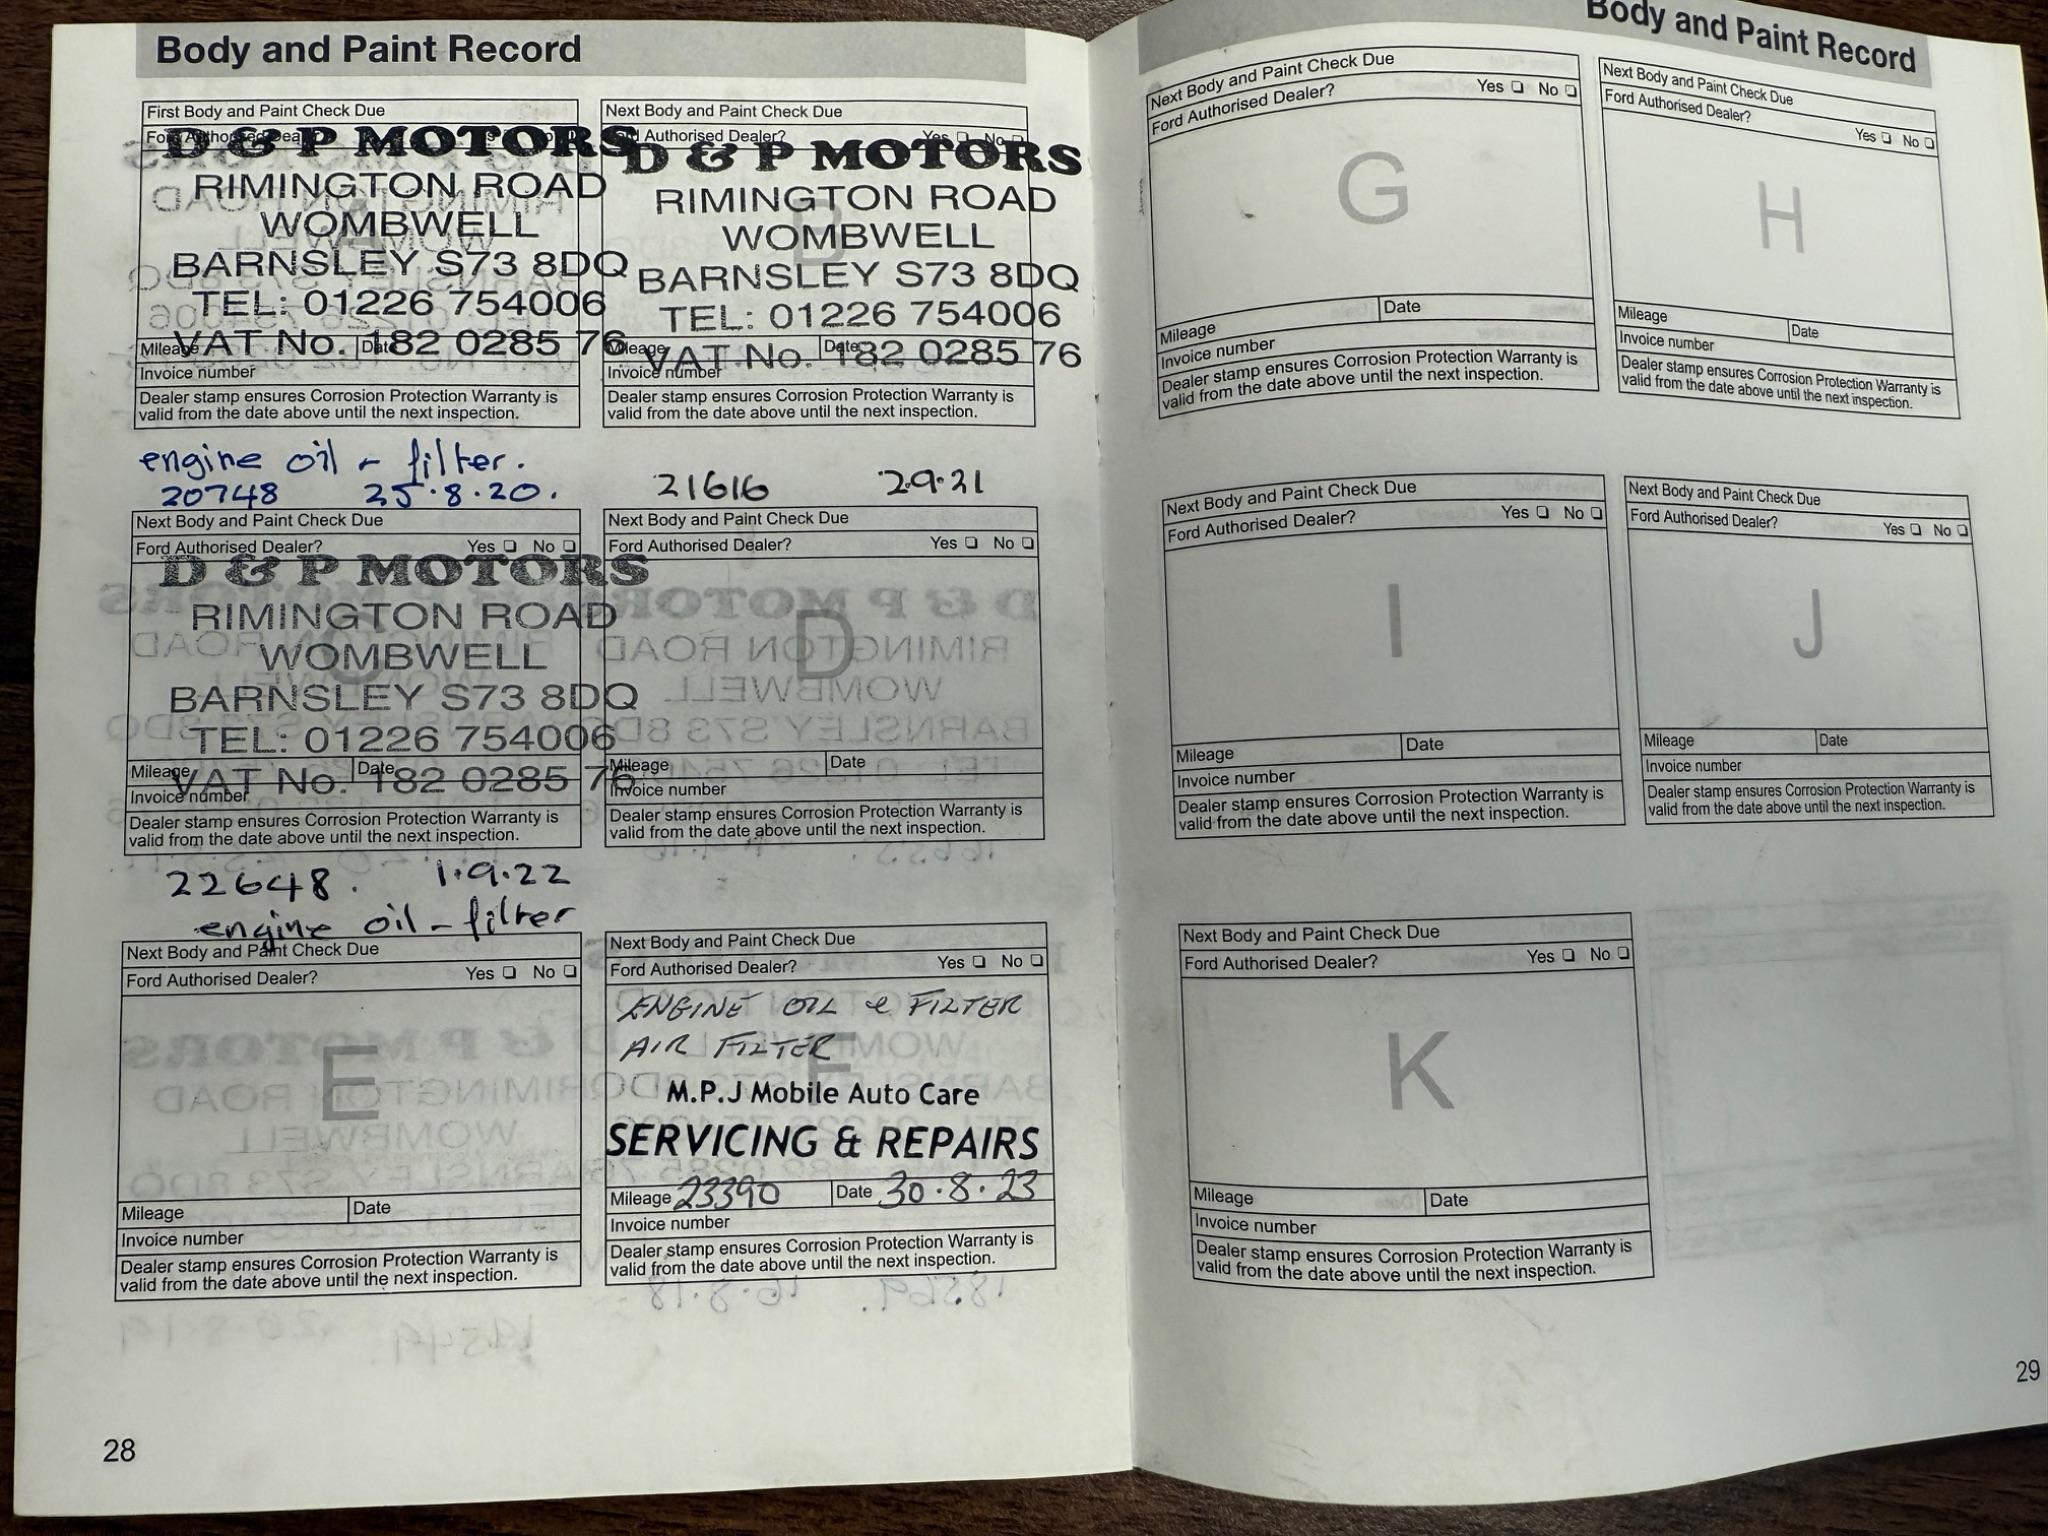 Body and Paint Record
First Body and Paint Check Due
Ford Authorised Dealer?
D & P MOTORS
RIMINGTON ROAD
WOMBWELL
BARNSLEY S73 8DQ
TEL: 01226 754006
VAT No. 182 0285 76
Mileage Date
Invoice number
Dealer stamp ensures Corrosion Protection Warranty is
valid from the date above until the next inspection.
engine oil - filter.
20748 25.8.20.
Next Body and Paint Check Due
Ford Authorised Dealer? Yes No
B
D & P MOTORS
RIMINGTON ROAD
WOMBWELL
BARNSLEY S73 8DQ
TEL: 01226 754006
VAT No. 182 0285 76
Mileage Date
Invoice number
Dealer stamp ensures Corrosion Protection Warranty is
valid from the date above until the next inspection.
21616 2.9.21
Next Body and Paint Check Due
Ford Authorised Dealer? Yes No
D & P MOTORS
RIMINGTON ROAD
WOMBWELL
BARNSLEY S73 8DQ
TEL: 01226 754006
VAT No. 182 0285 76
Mileage Date
Invoice number
Dealer stamp ensures Corrosion Protection Warranty is
valid from the date above until the next inspection.
22648. 1.9.22
engine oil - filter
Next Body and Paint Check Due
Ford Authorised Dealer? Yes No
D
Mileage Date
Invoice number
Dealer stamp ensures Corrosion Protection Warranty is
valid from the date above until the next inspection.
Next Body and Paint Check Due
Ford Authorised Dealer? Yes No
E
Mileage Date
Invoice number
Dealer stamp ensures Corrosion Protection Warranty is
valid from the date above until the next inspection.
Next Body and Paint Check Due
Ford Authorised Dealer? Yes No
ENGINE OIL & FILTER
AIR FILTER
F
M.P.J Mobile Auto Care
SERVICING & REPAIRS
Mileage 23390 Date 30.8.23
Invoice number
Dealer stamp ensures Corrosion Protection Warranty is
valid from the date above until the next inspection.
28
Body and Paint Record
Next Body and Paint Check Due
Ford Authorised Dealer? Yes No
G
Mileage Date
Invoice number
Dealer stamp ensures Corrosion Protection Warranty is
valid from the date above until the next inspection.
Next Body and Paint Check Due
Ford Authorised Dealer?
Yes No
H
Mileage Date
Invoice number
Dealer stamp ensures Corrosion Protection Warranty is
valid from the date above until the next inspection.
Next Body and Paint Check Due
Ford Authorised Dealer? Yes No
I
Mileage Date
Invoice number
Dealer stamp ensures Corrosion Protection Warranty is
valid from the date above until the next inspection.
Next Body and Paint Check Due
Ford Authorised Dealer? Yes No
J
Mileage Date
Invoice number
Dealer stamp ensures Corrosion Protection Warranty is
valid from the date above until the next inspection.
Next Body and Paint Check Due
Ford Authorised Dealer? Yes No
K
Mileage Date
Invoice number
Dealer stamp ensures Corrosion Protection Warranty is
valid from the date above until the next inspection.
29